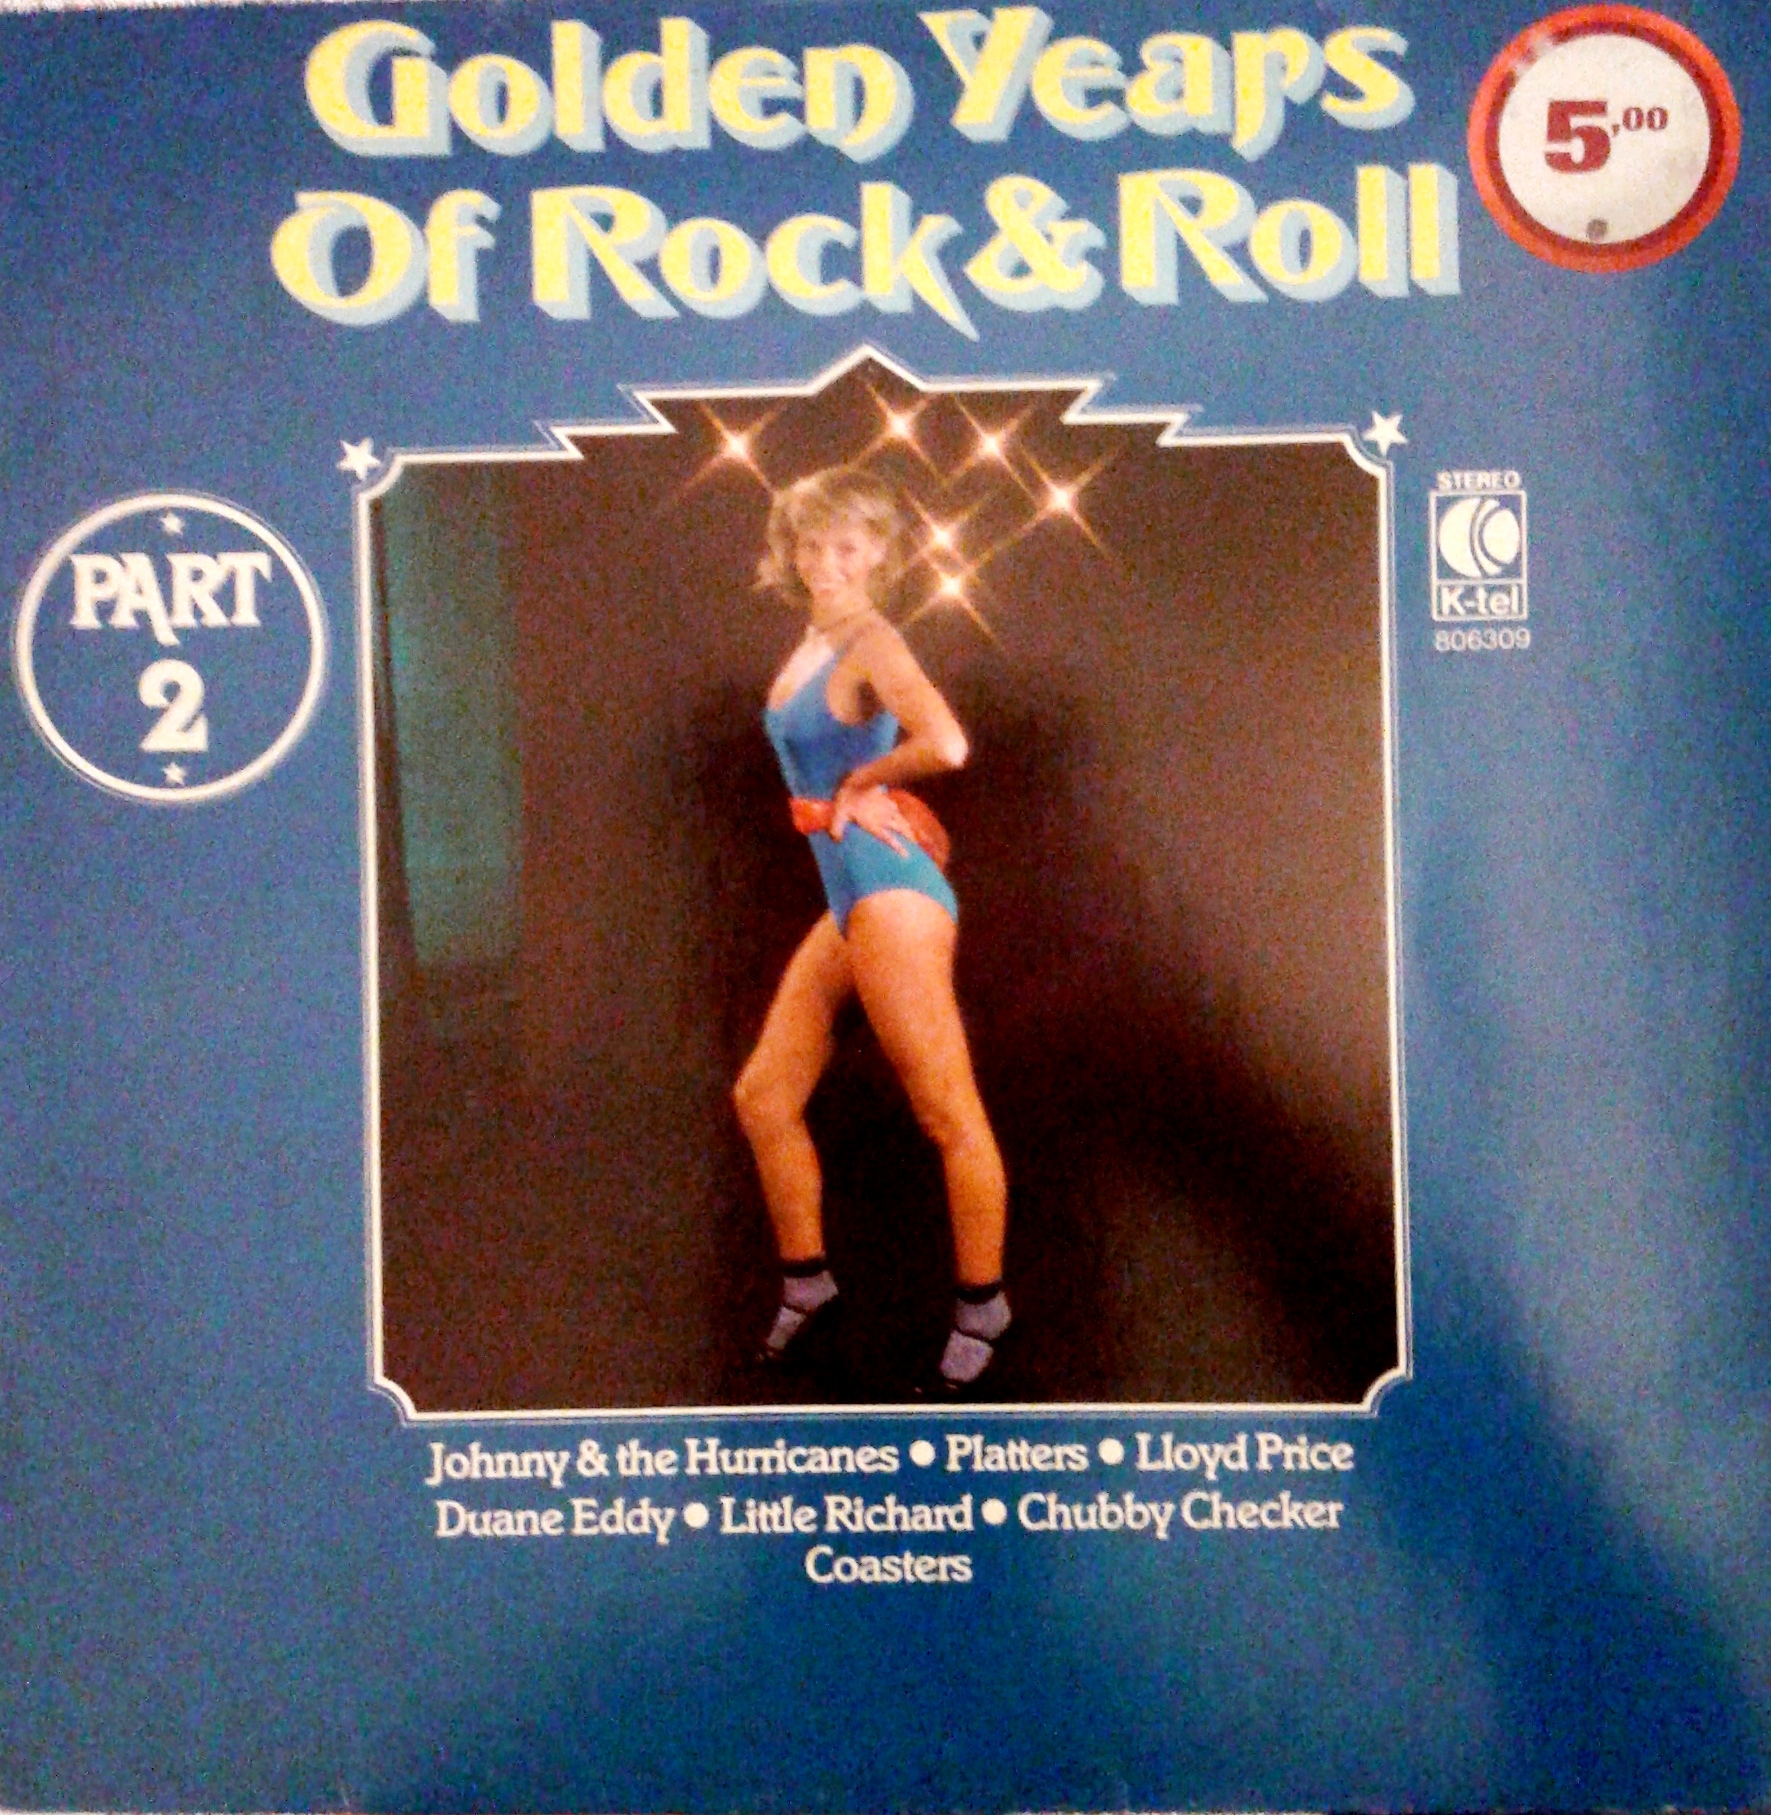 Golden Years
Of Rock & Roll
5,00
STEREO
K-tel
806309
PART
2
Johnny & the Hurricanes • Platters • Lloyd Price
Duane Eddy • Little Richard • Chubby Checker
Coasters